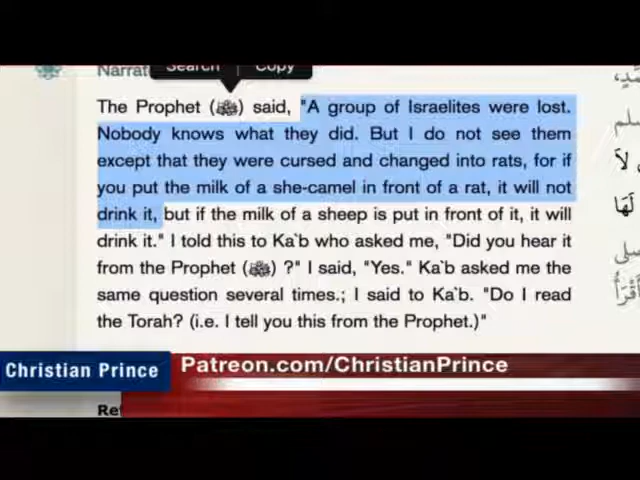 Search | Copy
Narrat
The Prophet (ﷺ) said, "A group of Israelites were lost.
Nobody knows what they did. But I do not see them
except that they were cursed and changed into rats, for if
you put the milk of a she-camel in front of a rat, it will not
drink it, but if the milk of a sheep is put in front of it, it will
drink it." I told this to Ka`b who asked me, "Did you hear it
from the Prophet (ﷺ) ?" I said, "Yes." Ka`b asked me the
same question several times.; I said to Ka`b. "Do I read
the Torah? (i.e. I tell you this from the Prophet.)"
Christian Prince
Patreon.com/ChristianPrince
Re